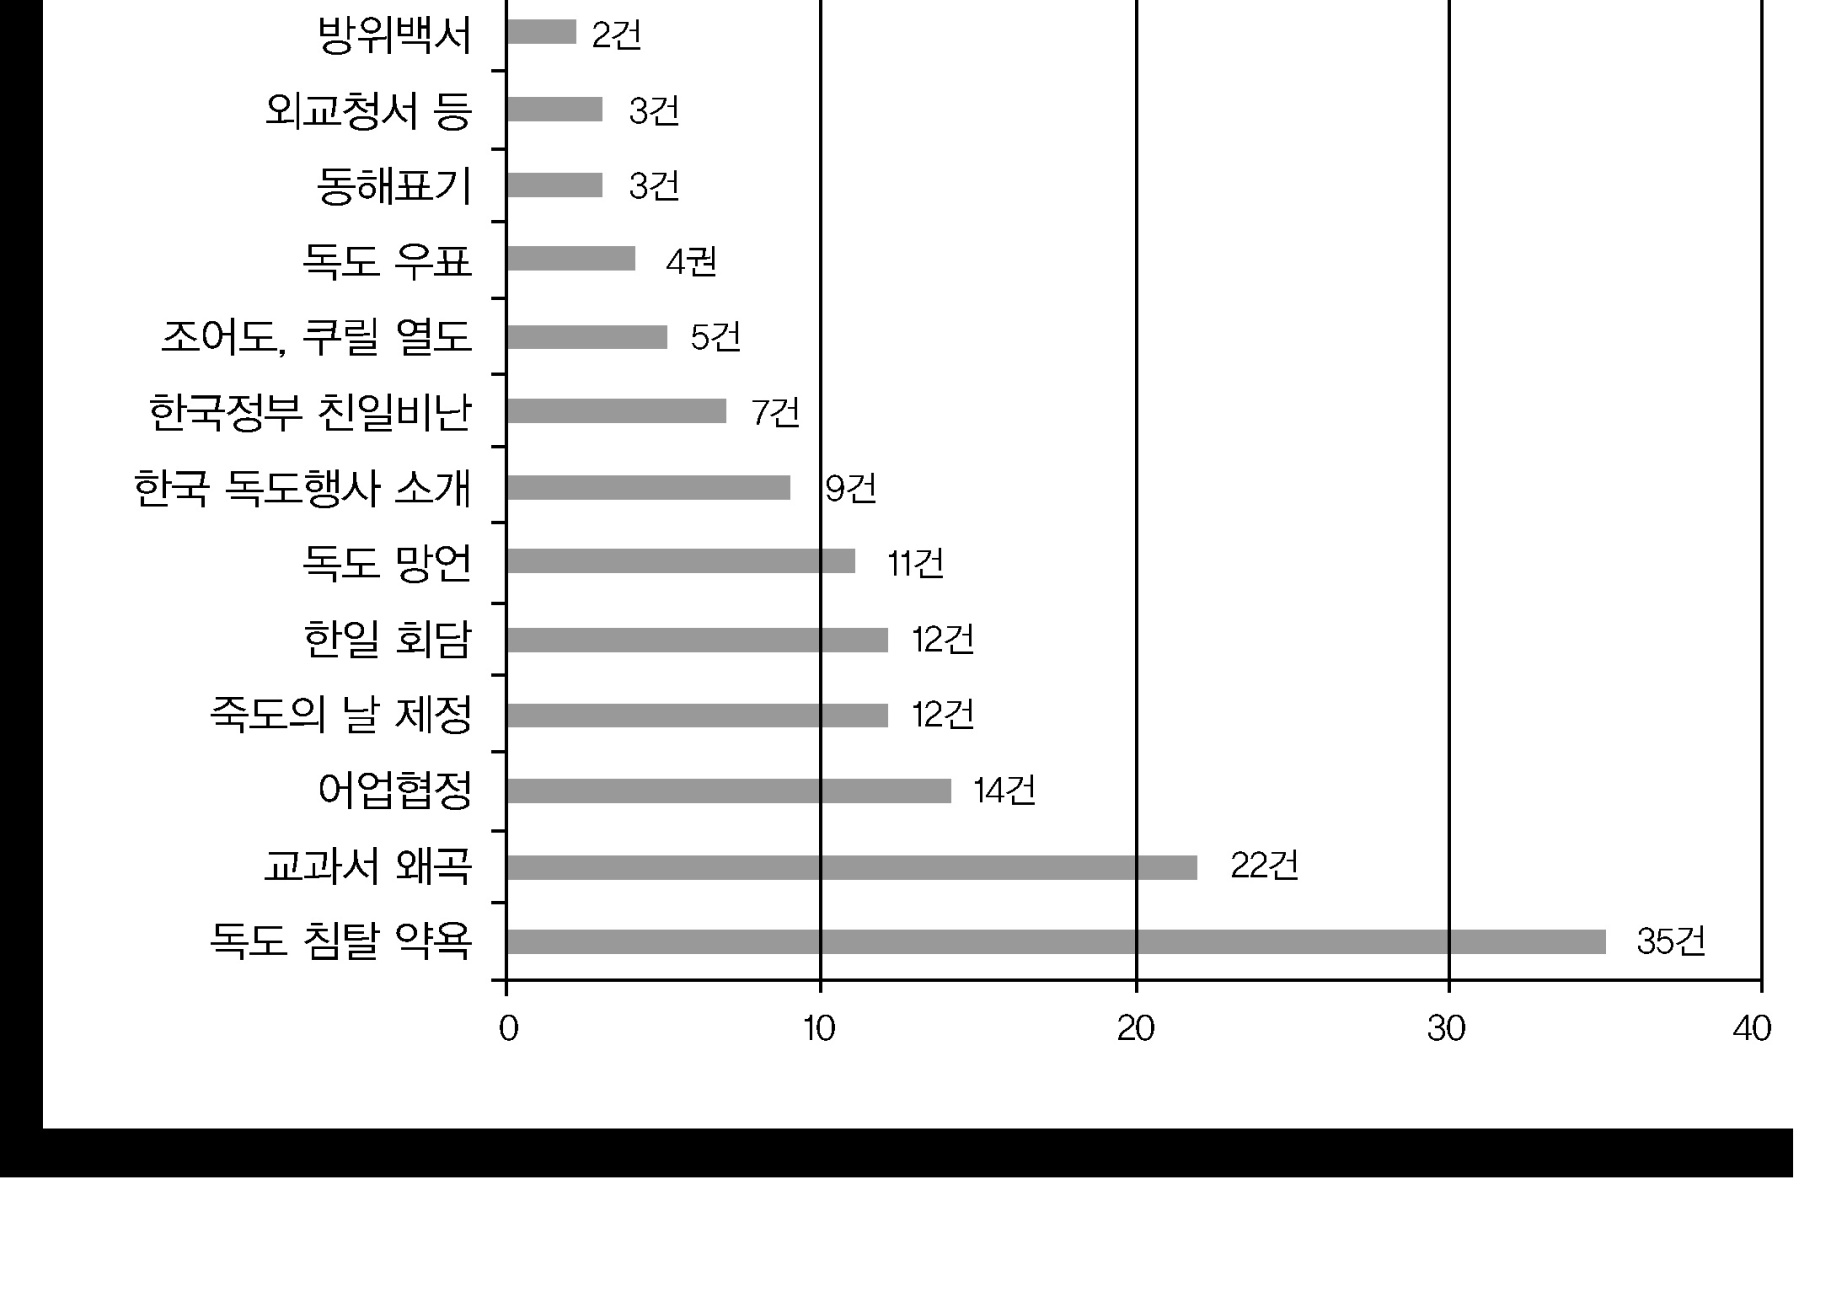 방위백서 2건
외교청서 등 3건
동해표기 3건
독도 우표 4권
조어도, 쿠릴 열도 5건
한국정부 친일비난 7건
한국 독도행사 소개 9건
독도 망언 11건
한일 회담 12건
죽도의 날 제정 12건
어업협정 14건
교과서 왜곡 22건
독도 침탈 약욕 35건
0 10 20 30 40